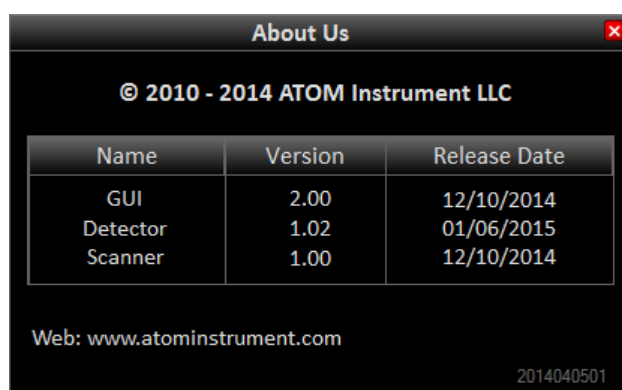 About Us
© 2010 - 2014 ATOM Instrument LLC
Name Version Release Date
GUI 2.00 12/10/2014
Detector 1.02 01/06/2015
Scanner 1.00 12/10/2014
Web: www.atominstrument.com
2014040501